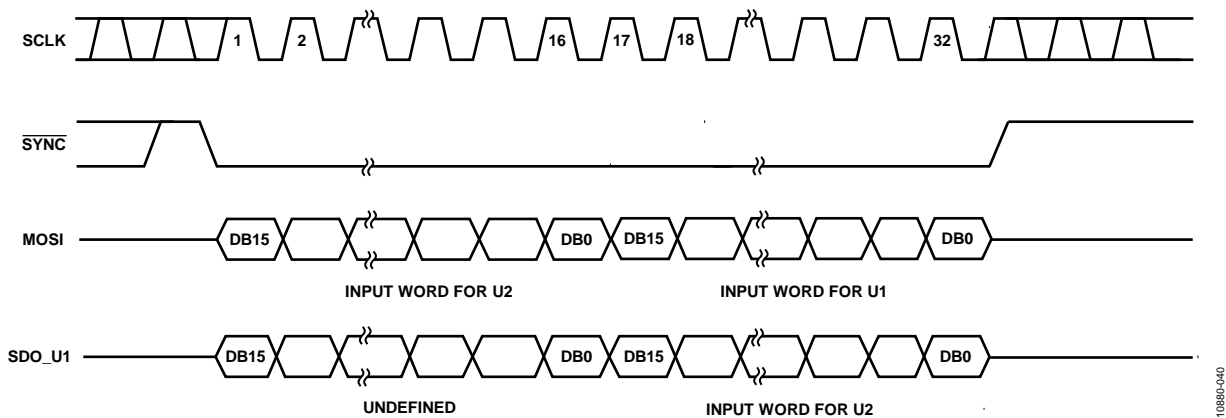 SCLK 1 2 16 17 18 32
SYNC
MOSI DB15 DB0 DB15 DB0
INPUT WORD FOR U2 INPUT WORD FOR U1
SDO_U1 DB15 DB0 DB15 DB0
UNDEFINED INPUT WORD FOR U2
10880-040